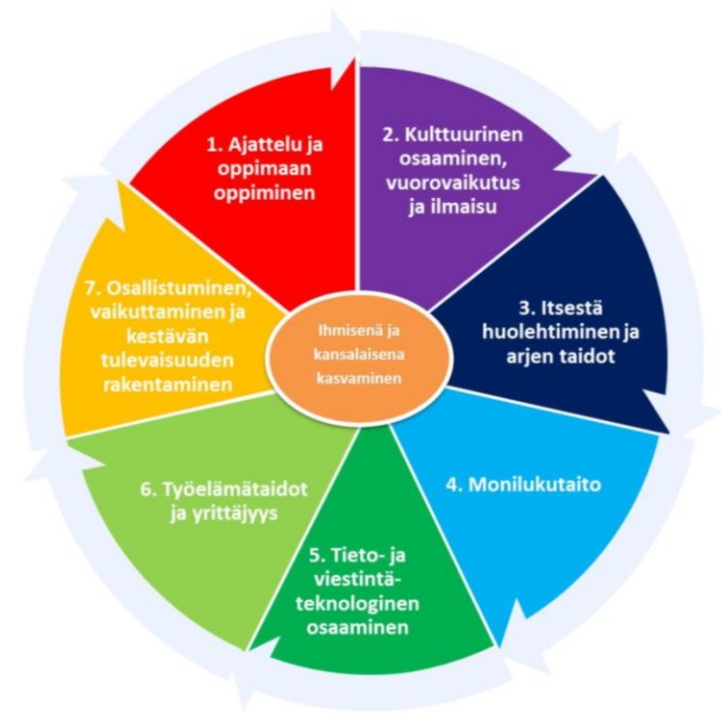 1. Ajattelu ja
oppimaan
oppiminen
2. Kulttuurinen
osaaminen,
vuorovaikutus
ja ilmaisu
3. Itsestä
huolehtiminen ja
arjen taidot
4. Monilukutaito
5. Tieto- ja
viestintä-
teknologinen
osaaminen
6. Työelämätaidot
ja yrittäjyys
7. Osallistuminen,
vaikuttaminen ja
kestävän
tulevaisuuden
rakentaminen
Ihmisenä ja
kansalaisena
kasvaminen